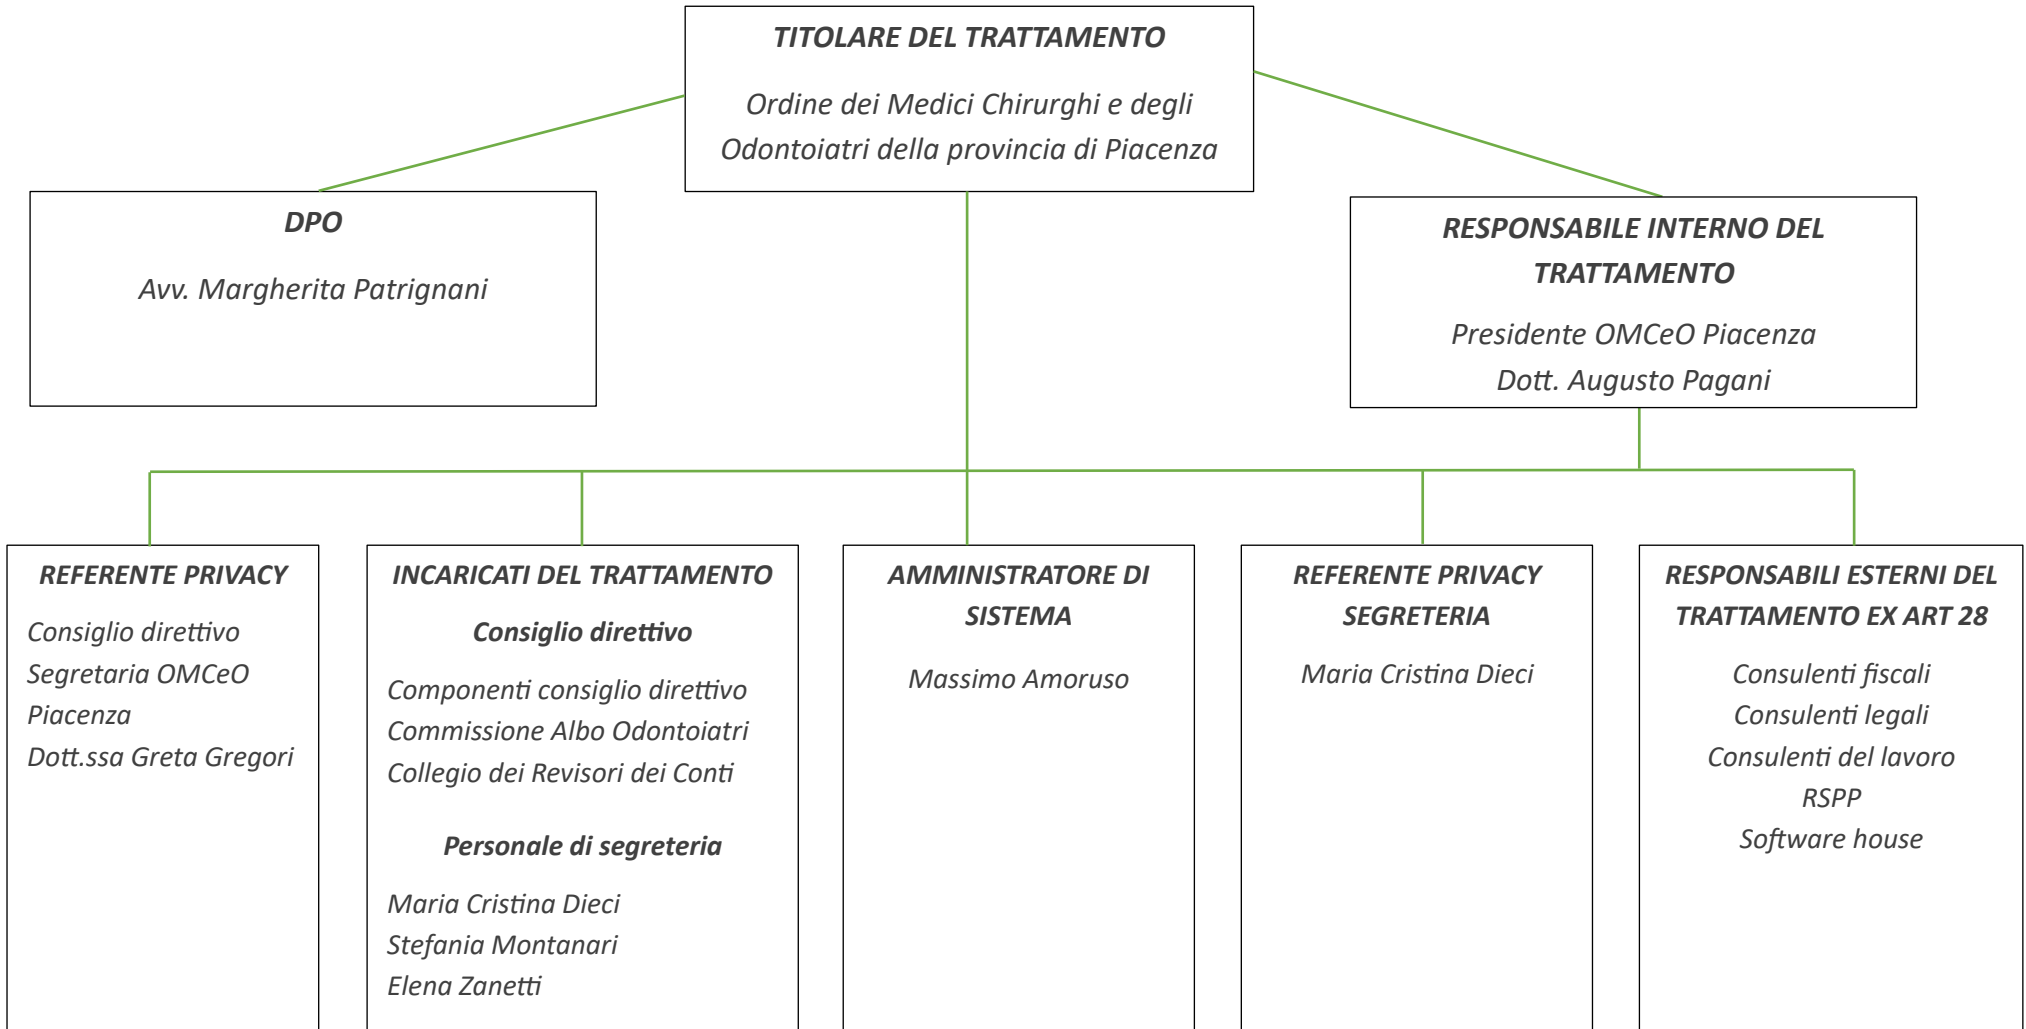 TITOLARE DEL TRATTAMENTO
Ordine dei Medici Chirurghi e degli
Odontoiatri della provincia di Piacenza
DPO
Avv. Margherita Patrignani
RESPONSABILE INTERNO DEL
TRATTAMENTO
Presidente OMCeO Piacenza
Dott. Augusto Pagani
REFERENTE PRIVACY
Consiglio direttivo
Segretaria OMCeO
Piacenza
Dott.ssa Greta Gregori
INCARICATI DEL TRATTAMENTO
Consiglio direttivo
Componenti consiglio direttivo
Commissione Albo Odontoiatri
Collegio dei Revisori dei Conti
Personale di segreteria
Maria Cristina Dieci
Stefania Montanari
Elena Zanetti
AMMINISTRATORE DI
SISTEMA
Massimo Amoruso
REFERENTE PRIVACY
SEGRETERIA
Maria Cristina Dieci
RESPONSABILI ESTERNI DEL
TRATTAMENTO EX ART 28
Consulenti fiscali
Consulenti legali
Consulenti del lavoro
RSPP
Software house